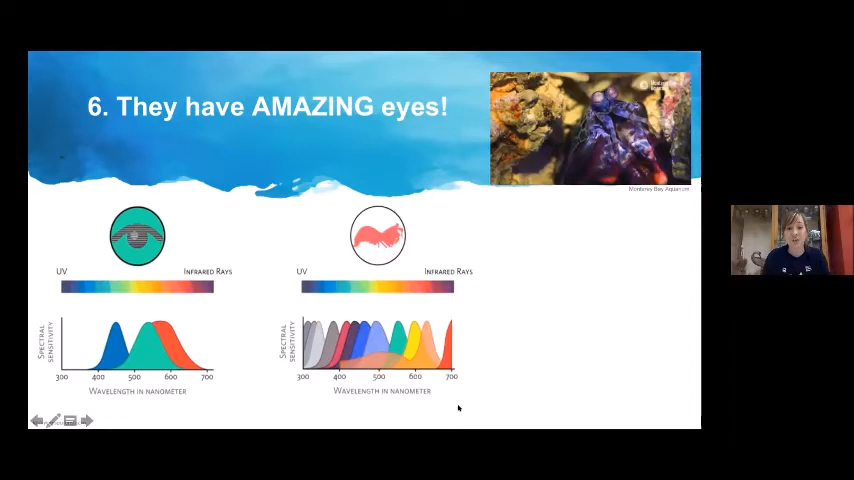 6. They have AMAZING eyes!
Monterey Bay Aquarium
UV INFRARED RAYS
SPECTRAL
SENSITIVITY
300 400 500 600 700
WAVELENGTH IN NANOMETER
UV INFRARED RAYS
SPECTRAL
SENSITIVITY
300 400 500 600 700
WAVELENGTH IN NANOMETER